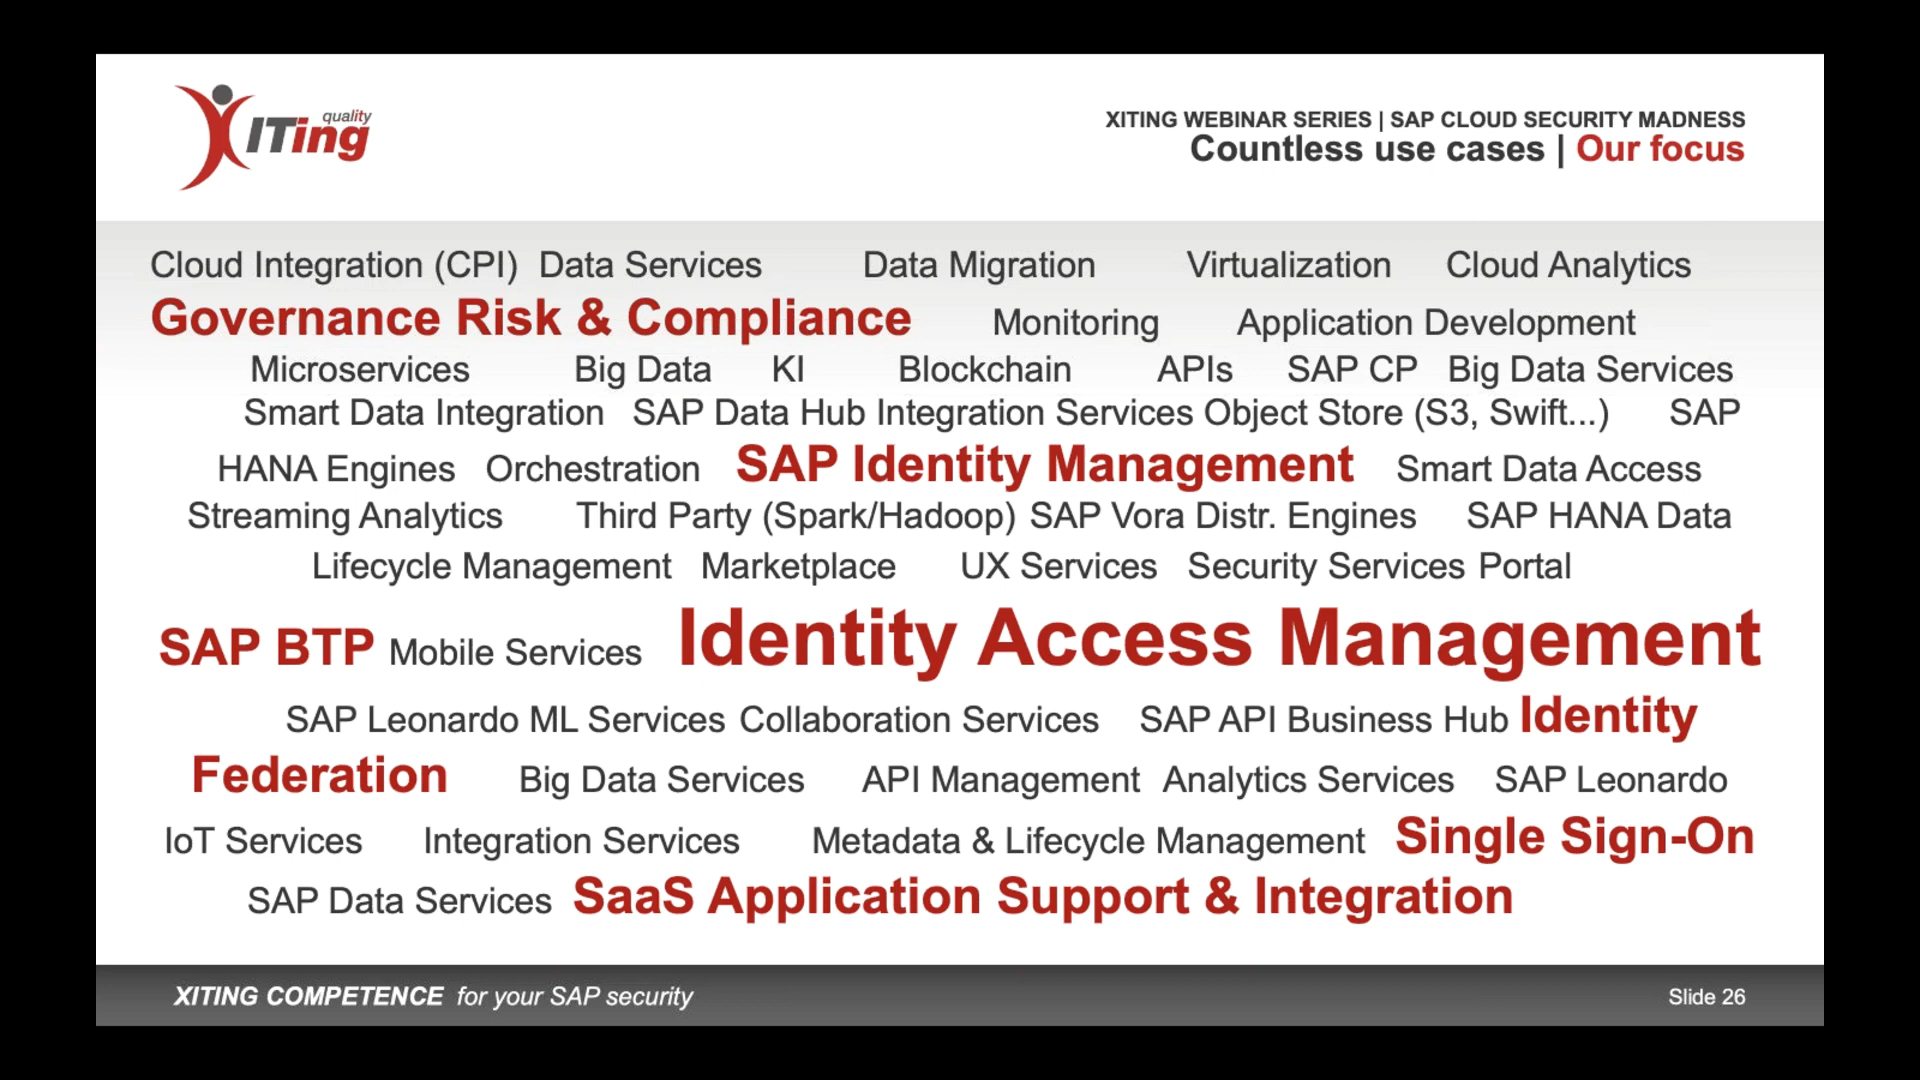 quality
XITing
XITING WEBINAR SERIES | SAP CLOUD SECURITY MADNESS
Countless use cases | Our focus
Cloud Integration (CPI) Data Services Data Migration Virtualization Cloud Analytics
Governance Risk & Compliance Monitoring Application Development
Microservices Big Data KI Blockchain APIs SAP CP Big Data Services
Smart Data Integration SAP Data Hub Integration Services Object Store (S3, Swift...) SAP
HANA Engines Orchestration SAP Identity Management Smart Data Access
Streaming Analytics Third Party (Spark/Hadoop) SAP Vora Distr. Engines SAP HANA Data
Lifecycle Management Marketplace UX Services Security Services Portal
SAP BTP Mobile Services Identity Access Management
SAP Leonardo ML Services Collaboration Services SAP API Business Hub Identity
Federation Big Data Services API Management Analytics Services SAP Leonardo
IoT Services Integration Services Metadata & Lifecycle Management Single Sign-On
SAP Data Services SaaS Application Support & Integration
XITING COMPETENCE for your SAP security
Slide 26